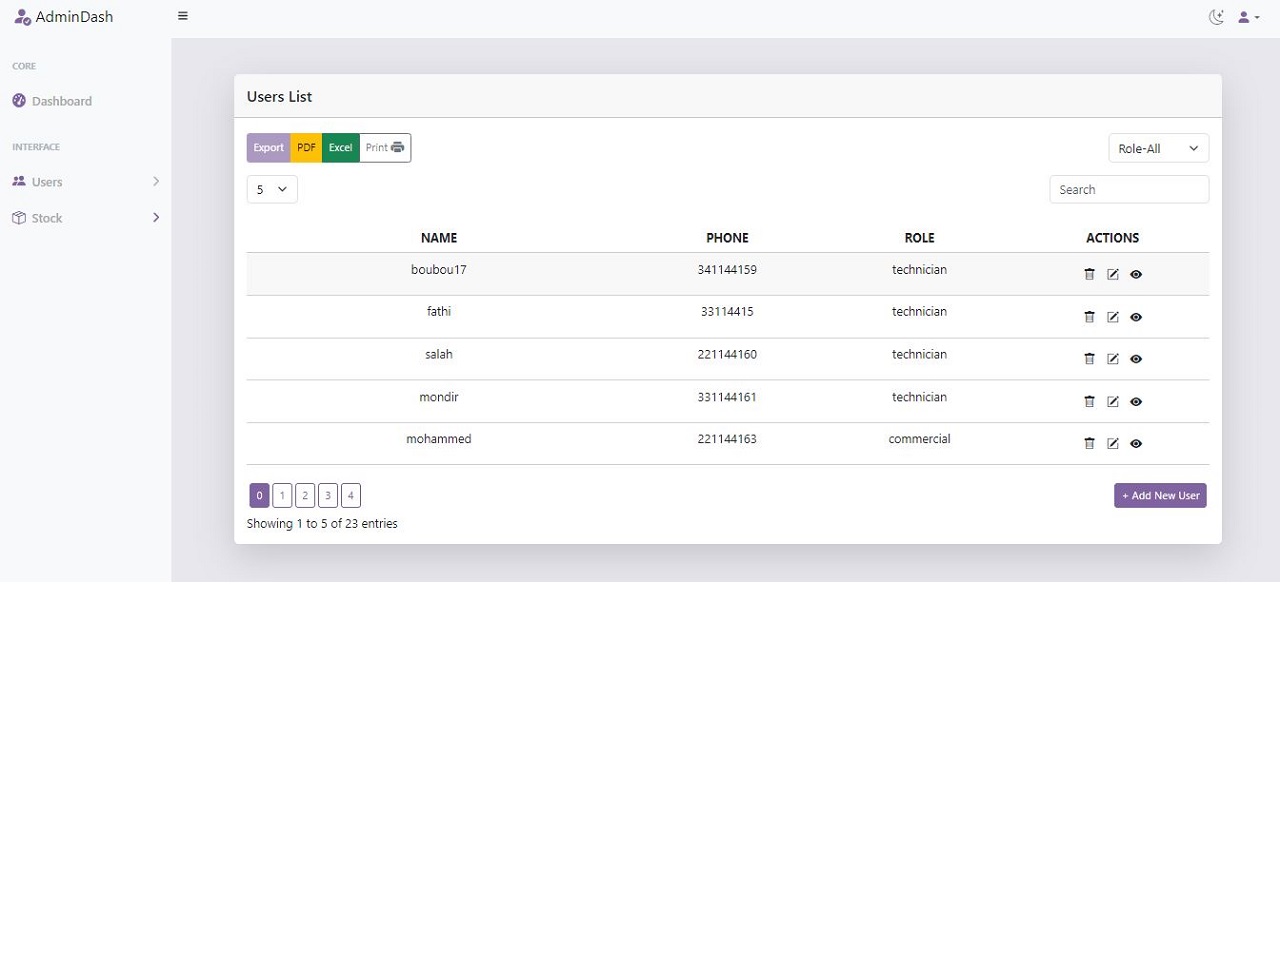 AdminDash
CORE
Dashboard
INTERFACE
Users
Stock
Users List
Export PDF Excel Print
Role-All
5
Search
NAME PHONE ROLE ACTIONS
boubou17 341144159 technician
fathi 33114415 technician
salah 221144160 technician
mondir 331144161 technician
mohammed 221144163 commercial
0 1 2 3 4
+ Add New User
Showing 1 to 5 of 23 entries